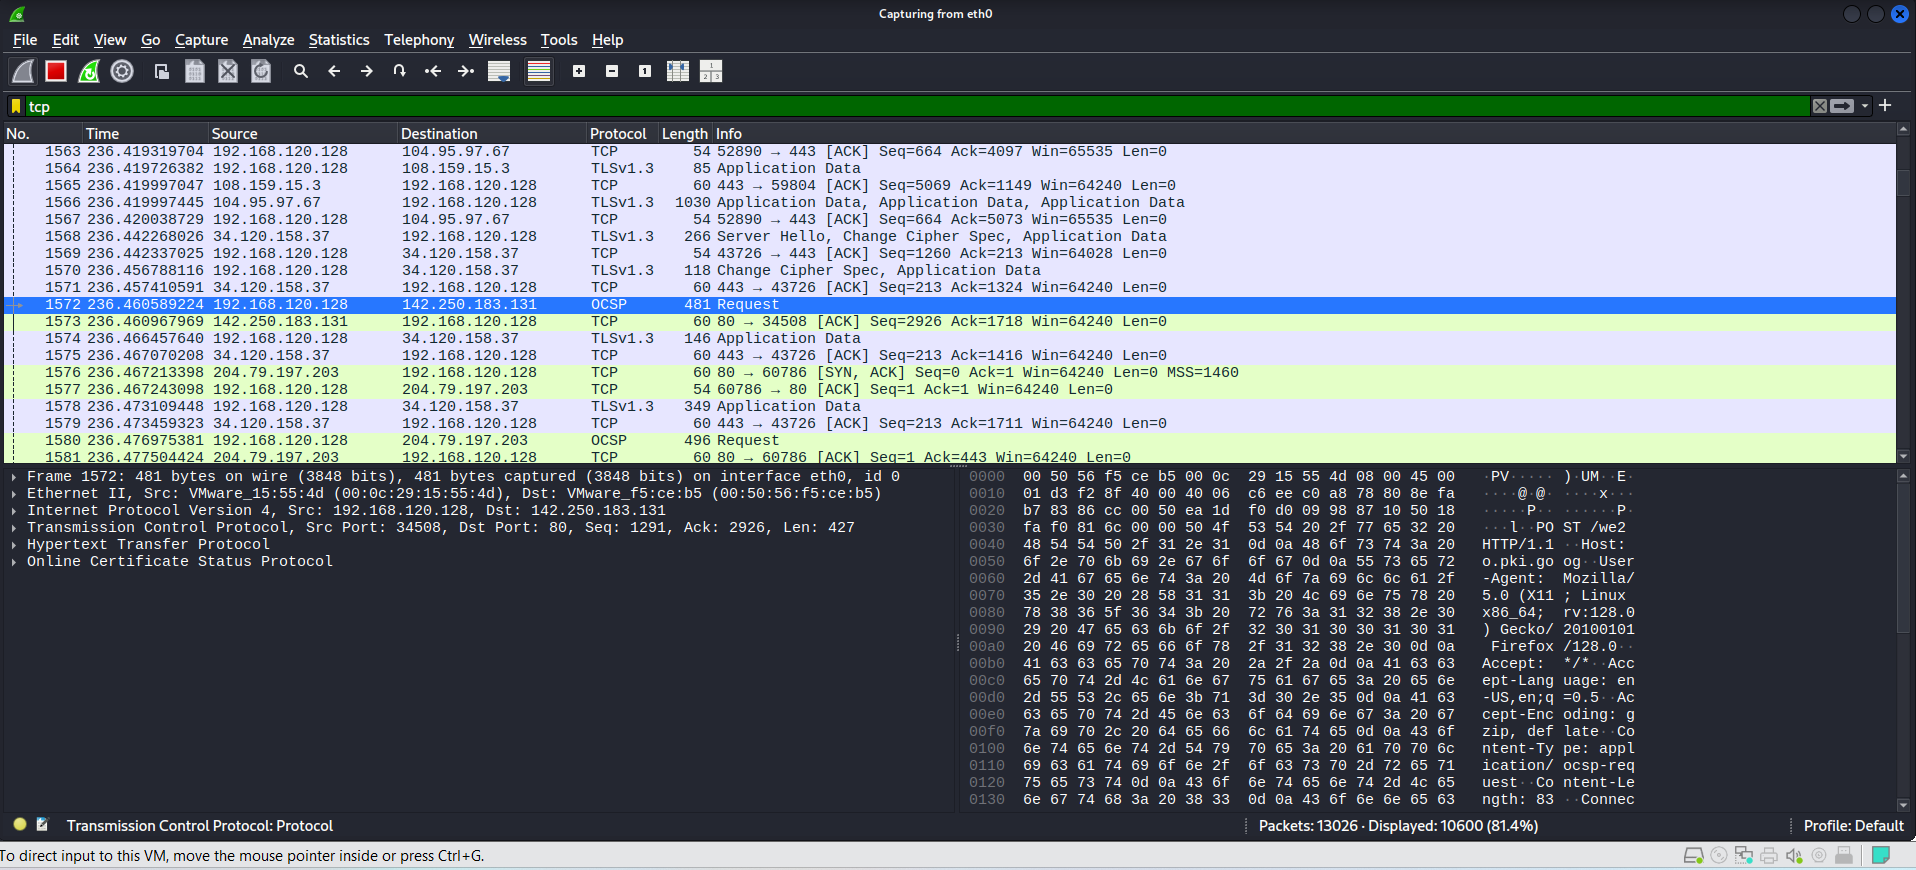 Capturing from eth0
File Edit View Go Capture Analyze Statistics Telephony Wireless Tools Help
tcp
No. Time Source Destination Protocol Length Info
1563 236.419319704 192.168.120.128 104.95.97.67 TCP 54 52890 → 443 [ACK] Seq=664 Ack=4097 Win=65535 Len=0
1564 236.419726382 192.168.120.128 108.159.15.3 TLSv1.3 85 Application Data
1565 236.419997047 108.159.15.3 192.168.120.128 TCP 60 443 → 59804 [ACK] Seq=5069 Ack=1149 Win=64240 Len=0
1566 236.419997445 104.95.97.67 192.168.120.128 TLSv1.3 1030 Application Data, Application Data, Application Data
1567 236.420038729 192.168.120.128 104.95.97.67 TCP 54 52890 → 443 [ACK] Seq=664 Ack=5073 Win=65535 Len=0
1568 236.442268026 34.120.158.37 192.168.120.128 TLSv1.3 266 Server Hello, Change Cipher Spec, Application Data
1569 236.442337025 192.168.120.128 34.120.158.37 TCP 54 43726 → 443 [ACK] Seq=1260 Ack=213 Win=64028 Len=0
1570 236.456788116 192.168.120.128 34.120.158.37 TLSv1.3 118 Change Cipher Spec, Application Data
1571 236.457410591 34.120.158.37 192.168.120.128 TCP 60 443 → 43726 [ACK] Seq=213 Ack=1324 Win=64240 Len=0
1572 236.460589224 192.168.120.128 142.250.183.131 OCSP 481 Request
1573 236.460967969 142.250.183.131 192.168.120.128 TCP 60 80 → 34508 [ACK] Seq=2926 Ack=1718 Win=64240 Len=0
1574 236.466457640 192.168.120.128 34.120.158.37 TLSv1.3 146 Application Data
1575 236.467070208 34.120.158.37 192.168.120.128 TCP 60 443 → 43726 [ACK] Seq=213 Ack=1416 Win=64240 Len=0
1576 236.467213398 204.79.197.203 192.168.120.128 TCP 60 80 → 60786 [SYN, ACK] Seq=0 Ack=1 Win=64240 Len=0 MSS=1460
1577 236.467243098 192.168.120.128 204.79.197.203 TCP 54 60786 → 80 [ACK] Seq=1 Ack=1 Win=64240 Len=0
1578 236.473109448 192.168.120.128 34.120.158.37 TLSv1.3 349 Application Data
1579 236.473459323 34.120.158.37 192.168.120.128 TCP 60 443 → 43726 [ACK] Seq=213 Ack=1711 Win=64240 Len=0
1580 236.476975381 192.168.120.128 204.79.197.203 OCSP 496 Request
1581 236.477504424 204.79.197.203 192.168.120.128 TCP 60 80 → 60786 [ACK] Seq=1 Ack=443 Win=64240 Len=0
Frame 1572: 481 bytes on wire (3848 bits), 481 bytes captured (3848 bits) on interface eth0, id 0
Ethernet II, Src: VMware_15:55:4d (00:0c:29:15:55:4d), Dst: VMware_f5:ce:b5 (00:50:56:f5:ce:b5)
Internet Protocol Version 4, Src: 192.168.120.128, Dst: 142.250.183.131
Transmission Control Protocol, Src Port: 34508, Dst Port: 80, Seq: 1291, Ack: 2926, Len: 427
Hypertext Transfer Protocol
Online Certificate Status Protocol
0000 00 50 56 f5 ce b5 00 0c 29 15 55 4d 08 00 45 00 ·PV·····)·UM··E·
0010 01 d3 f2 8f 40 00 40 06 c6 ee c0 a8 78 80 8e fa ····@·@·····x···
0020 b7 83 86 cc 00 50 ea 1d f0 d0 09 98 87 10 50 18 ·····P········P·
0030 fa f0 81 6c 00 00 50 4f 53 54 20 2f 77 65 32 20 ···l··POST /we2
0040 48 54 54 50 2f 31 2e 31 0d 0a 48 6f 73 74 3a 20 HTTP/1.1··Host:
0050 6f 2e 70 6b 69 2e 67 6f 6f 67 0d 0a 55 73 65 72 o.pki.goog··User
0060 2d 41 67 65 6e 74 3a 20 4d 6f 7a 69 6c 6c 61 2f -Agent: Mozilla/
0070 35 2e 30 20 28 58 31 31 3b 20 4c 69 6e 75 78 20 5.0 (X11; Linux
0080 78 38 36 5f 36 34 3b 20 72 76 3a 31 32 38 2e 30 x86_64; rv:128.0
0090 29 20 47 65 63 6b 6f 2f 32 30 31 30 30 31 30 31 ) Gecko/20100101
00a0 20 46 69 72 65 66 6f 78 2f 31 32 38 2e 30 0d 0a Firefox/128.0··
00b0 41 63 63 65 70 74 3a 20 2a 2f 2a 0d 0a 41 63 63 Accept: */*··Acc
00c0 65 70 74 2d 4c 61 6e 67 75 61 67 65 3a 20 65 6e ept-Language: en
00d0 2d 55 53 2c 65 6e 3b 71 3d 30 2e 35 0d 0a 41 63 -US,en;q=0.5··Ac
00e0 63 65 70 74 2d 45 6e 63 6f 64 69 6e 67 3a 20 67 cept-Encoding: g
00f0 7a 69 70 2c 20 64 65 66 6c 61 74 65 0d 0a 43 6f zip, deflate··Co
0100 6e 74 65 6e 74 2d 54 79 70 65 3a 20 61 70 70 6c ntent-Type: appl
0110 69 63 61 74 69 6f 6e 2f 6f 63 73 70 2d 72 65 71 ication/ocsp-req
0120 75 65 73 74 0d 0a 43 6f 6e 74 65 6e 74 2d 4c 65 uest··Content-Le
0130 6e 67 74 68 3a 20 38 33 0d 0a 43 6f 6e 6e 65 63 ngth: 83··Connec
Transmission Control Protocol: Protocol Packets: 13026 · Displayed: 10600 (81.4%) Profile: Default
To direct input to this VM, move the mouse pointer inside or press Ctrl+G.